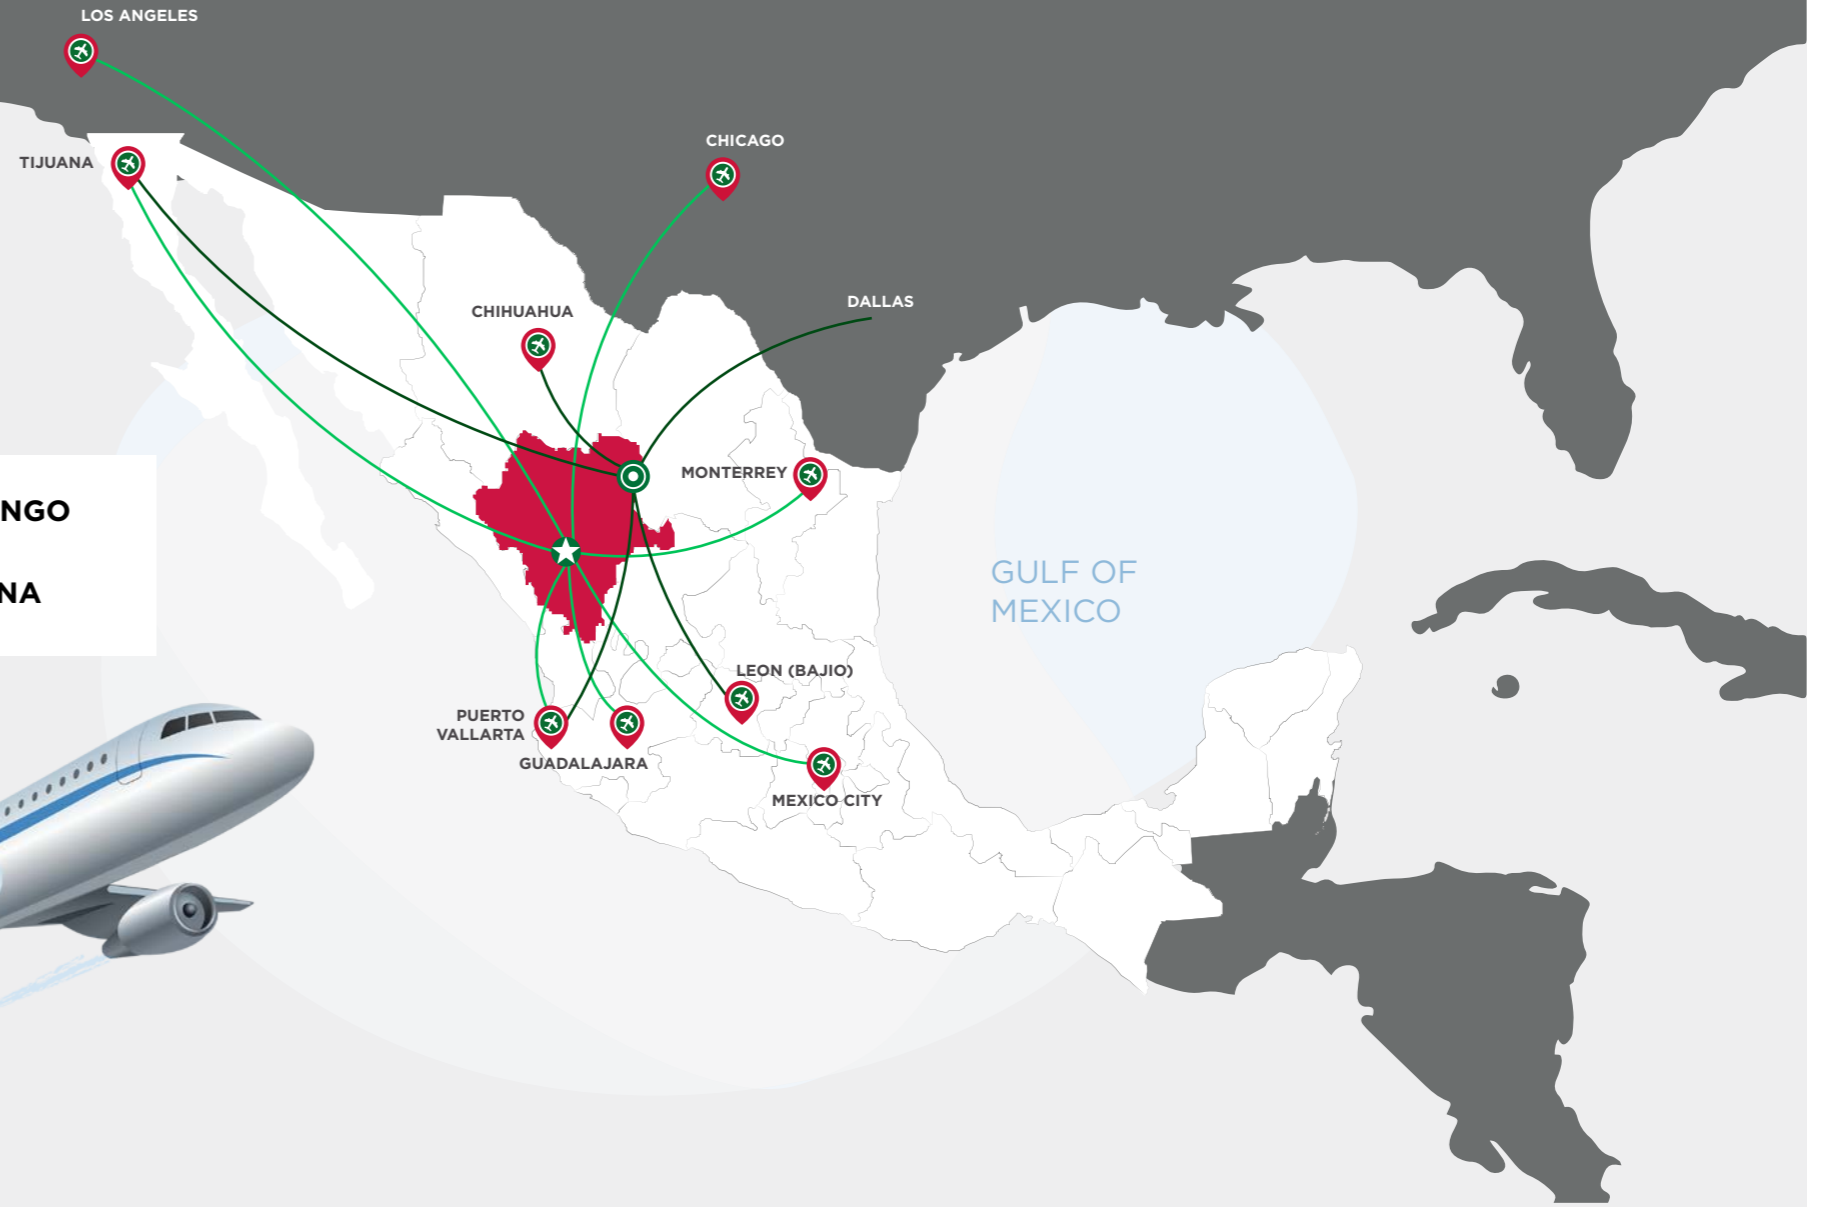 LOS ANGELES
CHICAGO
TIJUANA
DALLAS
CHIHUAHUA
MONTERREY
NGO
NA
GULF OF
MEXICO
LEON (BAJIO)
PUERTO
VALLARTA
GUADALAJARA
MEXICO CITY